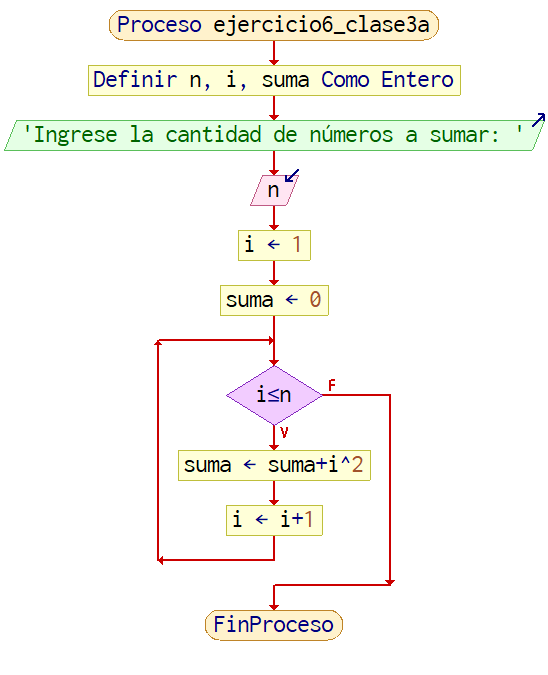 Proceso ejercicio6_clase3a
Definir n, i, suma Como Entero
'Ingrese la cantidad de números a sumar: '
n
i ← 1
suma ← 0
i≤n
F
V
suma ← suma+i^2
i ← i+1
FinProceso